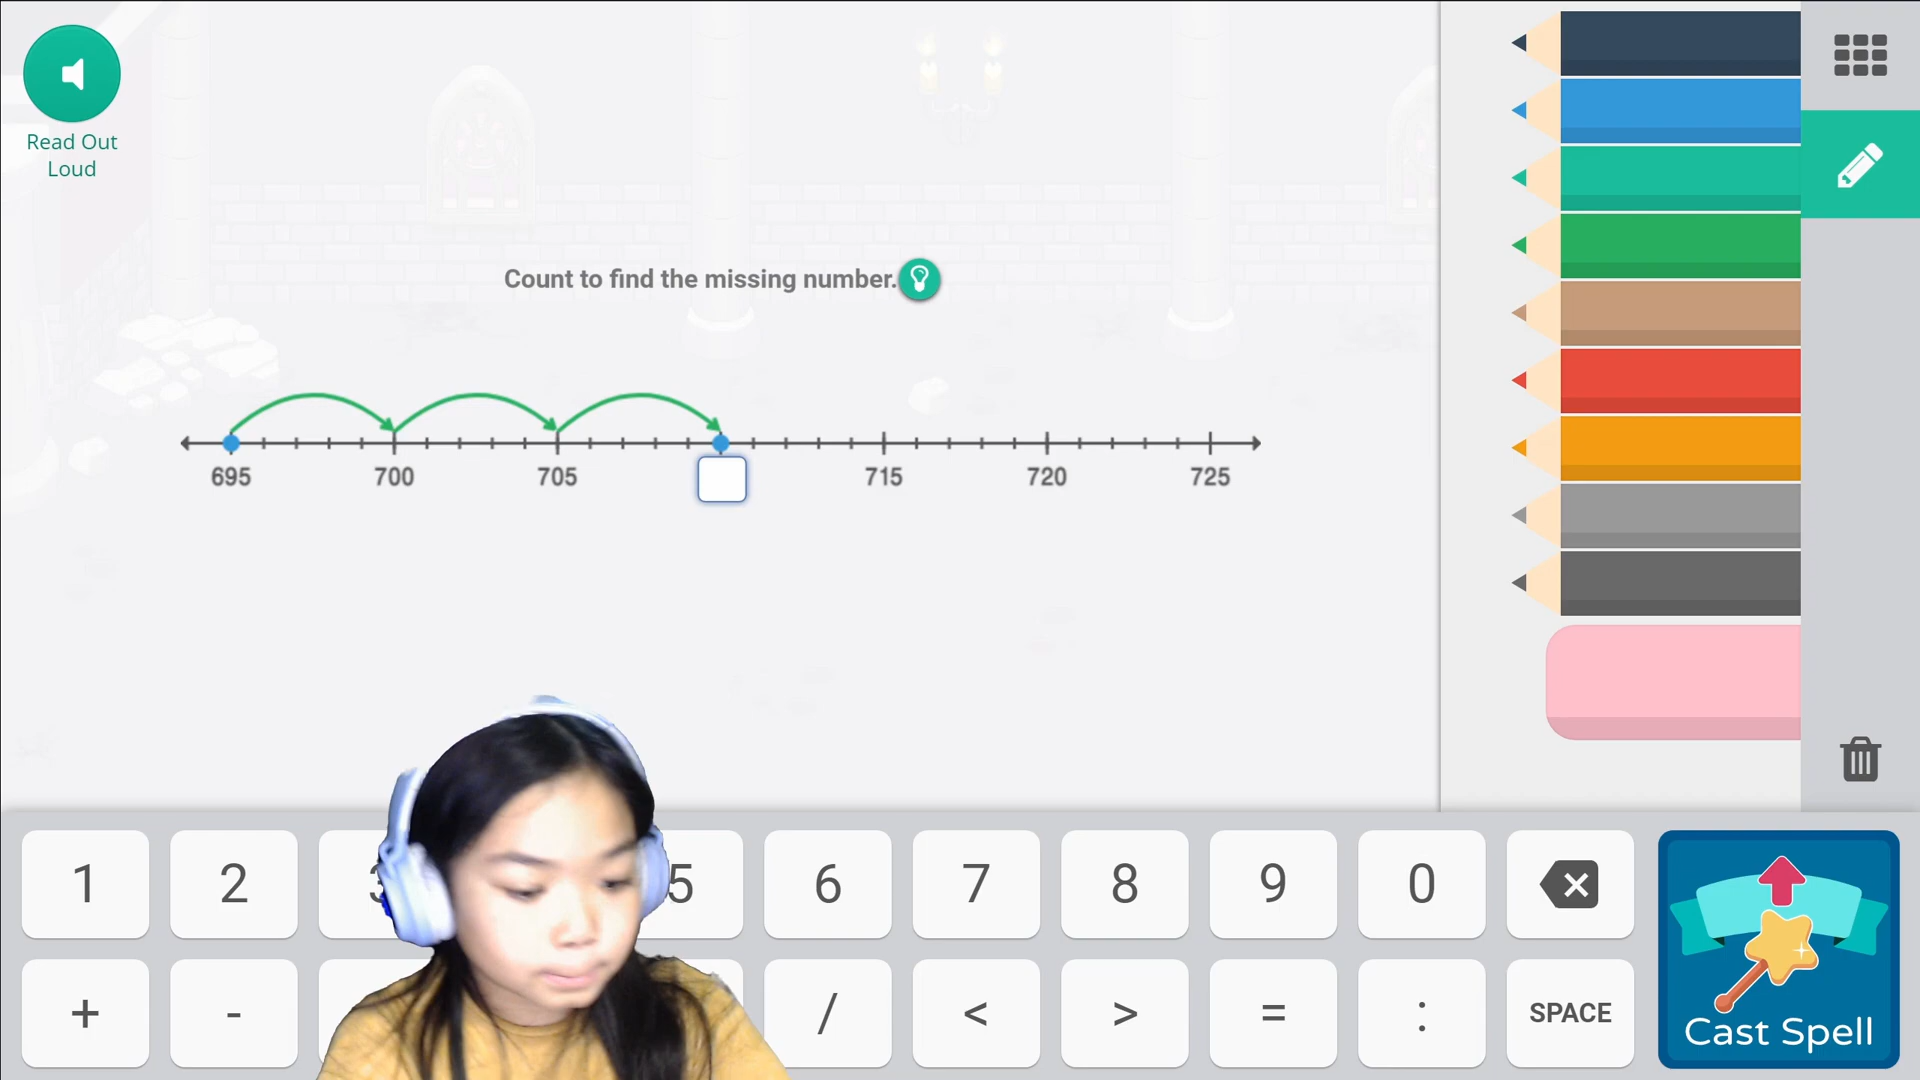 Read Out
Loud
Count to find the missing number.
695 700 705 715 720 725
1 2 3 5 6 7 8 9 0
+ - / < > = : SPACE
Cast Spell